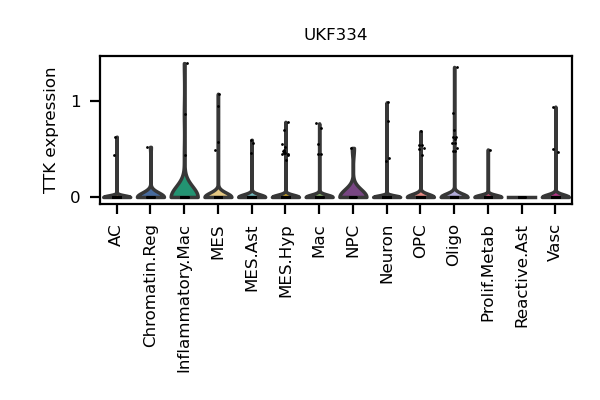 UKF334
TTK expression
1
0
AC
Chromatin.Reg
Inflammatory.Mac
MES
MES.Ast
MES.Hyp
Mac
NPC
Neuron
OPC
Oligo
Prolif.Metab
Reactive.Ast
Vasc